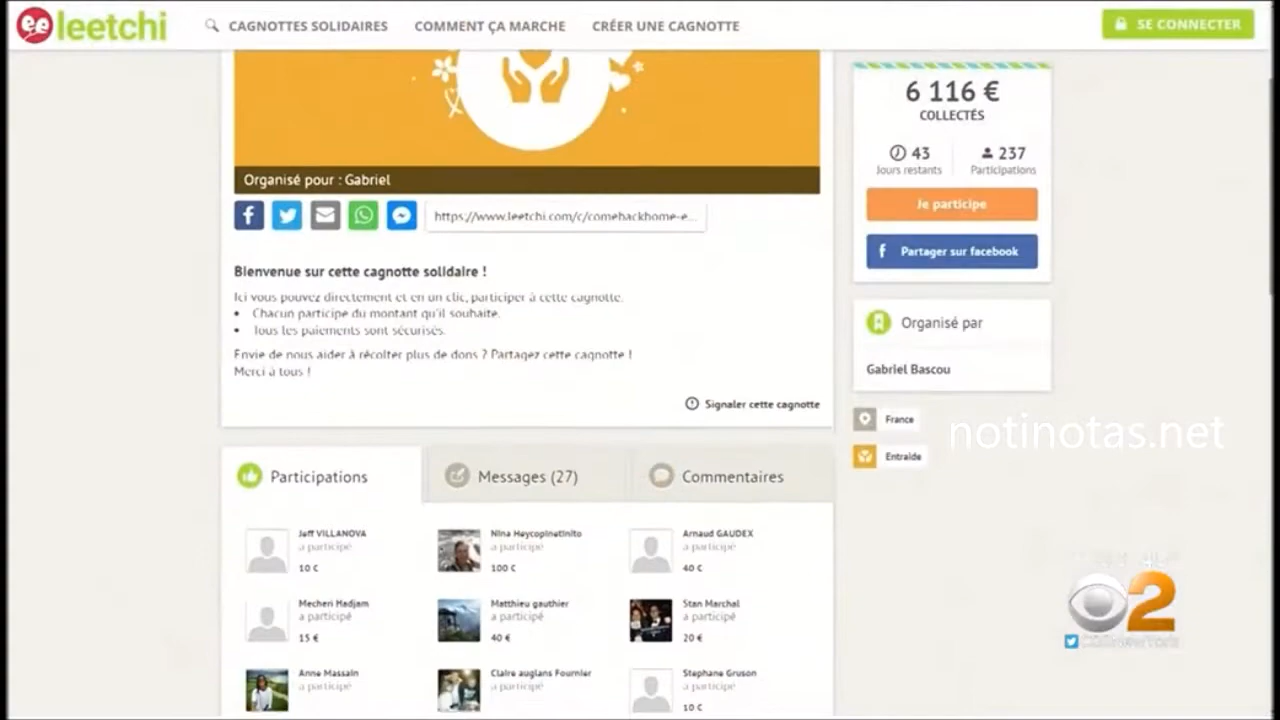 leetchi
CAGNOTTES SOLIDAIRES
COMMENT ÇA MARCHE
CRÉER UNE CAGNOTTE
SE CONNECTER
Organisé pour : Gabriel
https://www.leetchi.com/c/comebackhome-e...
6 116 €
COLLECTÉS
43
Jours restants
237
Participations
Je participe
Partager sur facebook
Bienvenue sur cette cagnotte solidaire !
Ici vous pouvez directement et en un clic, participer à cette cagnotte.
• Chacun participe du montant qu'il souhaite.
• Tous les paiements sont sécurisés.
Envie de nous aider à récolter plus de dons ? Partagez cette cagnotte !
Merci à tous !
Signaler cette cagnotte
Organisé par
Gabriel Bascou
France
Entraide
notinotas.net
Participations
Messages (27)
Commentaires
Jeff VILLANOVA
a participé
10 €
Nina Heycopinetinito
a participé
100 €
Arnaud GAUDEX
a participé
40 €
Mecheri Hadjam
a participé
15 €
Matthieu gauthier
a participé
40 €
Stan Marchal
a participé
20 €
Anne Massain
a participé
Claire auglans Fournier
a participé
Stephane Gruson
a participé
10 €
2
CBSNewYork